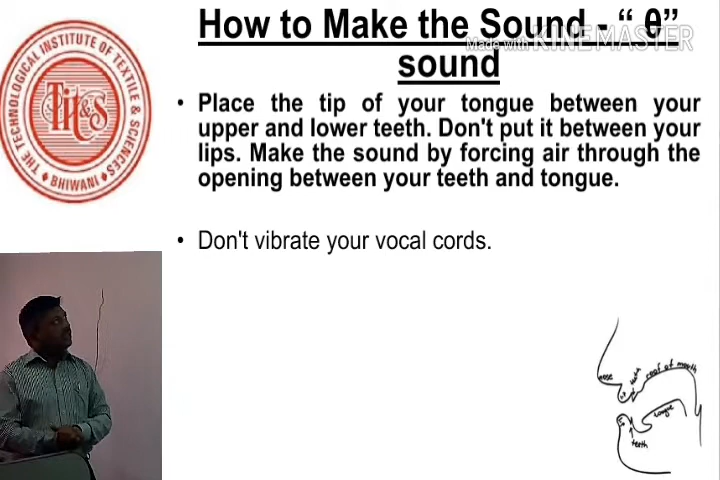 How to Make the Sound - “ θ”
sound
Made with KINEMASTER
THE TECHNOLOGICAL INSTITUTE OF TEXTILE & SCIENCES
TIT&S
BHIWANI
• Place the tip of your tongue between your
upper and lower teeth. Don't put it between your
lips. Make the sound by forcing air through the
opening between your teeth and tongue.
• Don't vibrate your vocal cords.
nose
teeth
roof of mouth
tongue
teeth